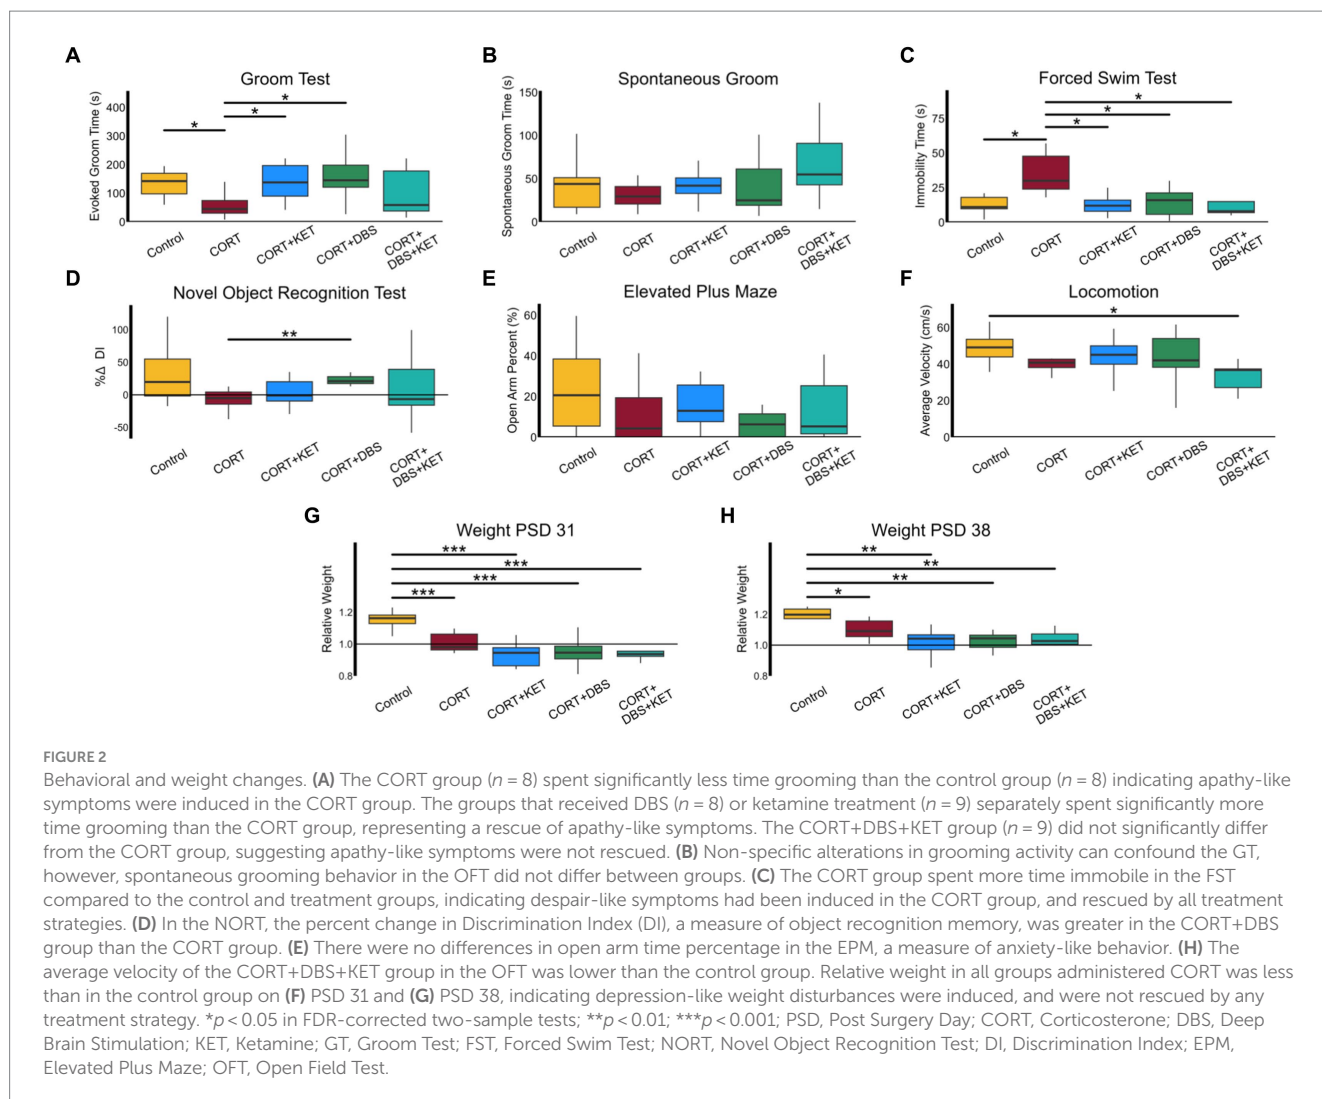 A
Groom Test
Evoked Groom Time (s)
400
300
200
100
0
*
*
*
Control
CORT
CORT+KET
CORT+DBS
CORT+
DBS+KET
B
Spontaneous Groom
Spontaneous Groom Time (s)
150
100
50
0
Control
CORT
CORT+KET
CORT+DBS
CORT+
DBS+KET
C
Forced Swim Test
Immobility Time (s)
75
50
25
0
*
*
*
*
Control
CORT
CORT+KET
CORT+DBS
CORT+
DBS+KET
D
Novel Object Recognition Test
%Δ DI
100
50
0
-50
**
Control
CORT
CORT+KET
CORT+DBS
CORT+
DBS+KET
E
Elevated Plus Maze
Open Arm Percent (%)
60
40
20
0
Control
CORT
CORT+KET
CORT+DBS
CORT+
DBS+KET
F
Locomotion
Average Velocity (cm/s)
60
40
20
0
*
Control
CORT
CORT+KET
CORT+DBS
CORT+
DBS+KET
G
Weight PSD 31
Relative Weight
1.2
1.0
0.8
***
***
***
***
Control
CORT
CORT+KET
CORT+DBS
CORT+
DBS+KET
H
Weight PSD 38
Relative Weight
1.2
1.0
0.8
**
**
**
*
Control
CORT
CORT+KET
CORT+DBS
CORT+
DBS+KET
FIGURE 2
Behavioral and weight changes. (A) The CORT group (n = 8) spent significantly less time grooming than the control group (n = 8) indicating apathy-like
symptoms were induced in the CORT group. The groups that received DBS (n = 8) or ketamine treatment (n = 9) separately spent significantly more
time grooming than the CORT group, representing a rescue of apathy-like symptoms. The CORT+DBS+KET group (n = 9) did not significantly differ
from the CORT group, suggesting apathy-like symptoms were not rescued. (B) Non-specific alterations in grooming activity can confound the GT,
however, spontaneous grooming behavior in the OFT did not differ between groups. (C) The CORT group spent more time immobile in the FST
compared to the control and treatment groups, indicating despair-like symptoms had been induced in the CORT group, and rescued by all treatment
strategies. (D) In the NORT, the percent change in Discrimination Index (DI), a measure of object recognition memory, was greater in the CORT+DBS
group than the CORT group. (E) There were no differences in open arm time percentage in the EPM, a measure of anxiety-like behavior. (H) The
average velocity of the CORT+DBS+KET group in the OFT was lower than the control group. Relative weight in all groups administered CORT was less
than in the control group on (F) PSD 31 and (G) PSD 38, indicating depression-like weight disturbances were induced, and were not rescued by any
treatment strategy. *p < 0.05 in FDR-corrected two-sample tests; **p < 0.01; ***p < 0.001; PSD, Post Surgery Day; CORT, Corticosterone; DBS, Deep
Brain Stimulation; KET, Ketamine; GT, Groom Test; FST, Forced Swim Test; NORT, Novel Object Recognition Test; DI, Discrimination Index; EPM,
Elevated Plus Maze; OFT, Open Field Test.